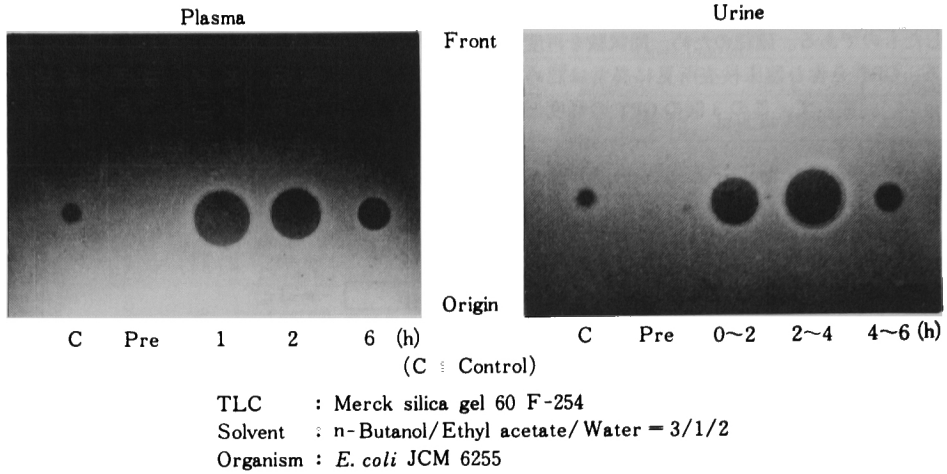 Plasma
Urine
Front
Origin
C Pre 1 2 6 (h)
C Pre 0~2 2~4 4~6 (h)
(C : Control)
TLC : Merck silica gel 60 F-254
Solvent : n-Butanol/Ethyl acetate/Water = 3/1/2
Organism : E. coli JCM 6255